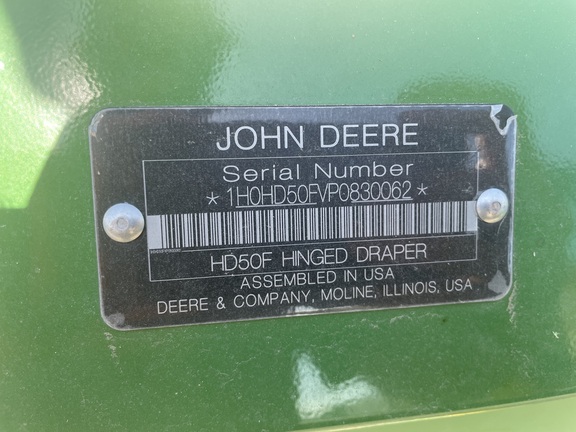 JOHN DEERE
Serial Number
*1H0HD50FVP0830062*
HD50F HINGED DRAPER
ASSEMBLED IN USA
DEERE & COMPANY, MOLINE, ILLINOIS, USA